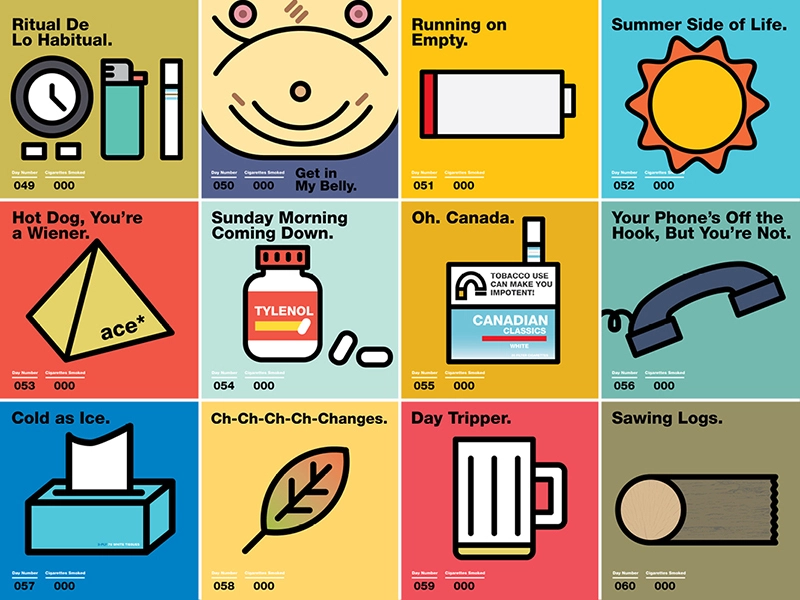 Ritual De
Lo Habitual.
Day Number Cigarettes Smoked
049 000
Day Number Cigarettes Smoked
050 000
Get in
My Belly.
Running on
Empty.
Day Number Cigarettes Smoked
051 000
Summer Side of Life.
Day Number Cigarettes Smoked
052 000
Hot Dog, You're
a Wiener.
ace*
Day Number Cigarettes Smoked
053 000
Sunday Morning
Coming Down.
TYLENOL
Day Number Cigarettes Smoked
054 000
Oh. Canada.
TOBACCO USE
CAN MAKE YOU
IMPOTENT!
CANADIAN
CLASSICS
WHITE
Day Number Cigarettes Smoked
055 000
Your Phone's Off the
Hook, But You're Not.
Day Number Cigarettes Smoked
056 000
Cold as Ice.
WHITE TISSUES
Day Number Cigarettes Smoked
057 000
Ch-Ch-Ch-Ch-Changes.
Day Number Cigarettes Smoked
058 000
Day Tripper.
Day Number Cigarettes Smoked
059 000
Sawing Logs.
Day Number Cigarettes Smoked
060 000